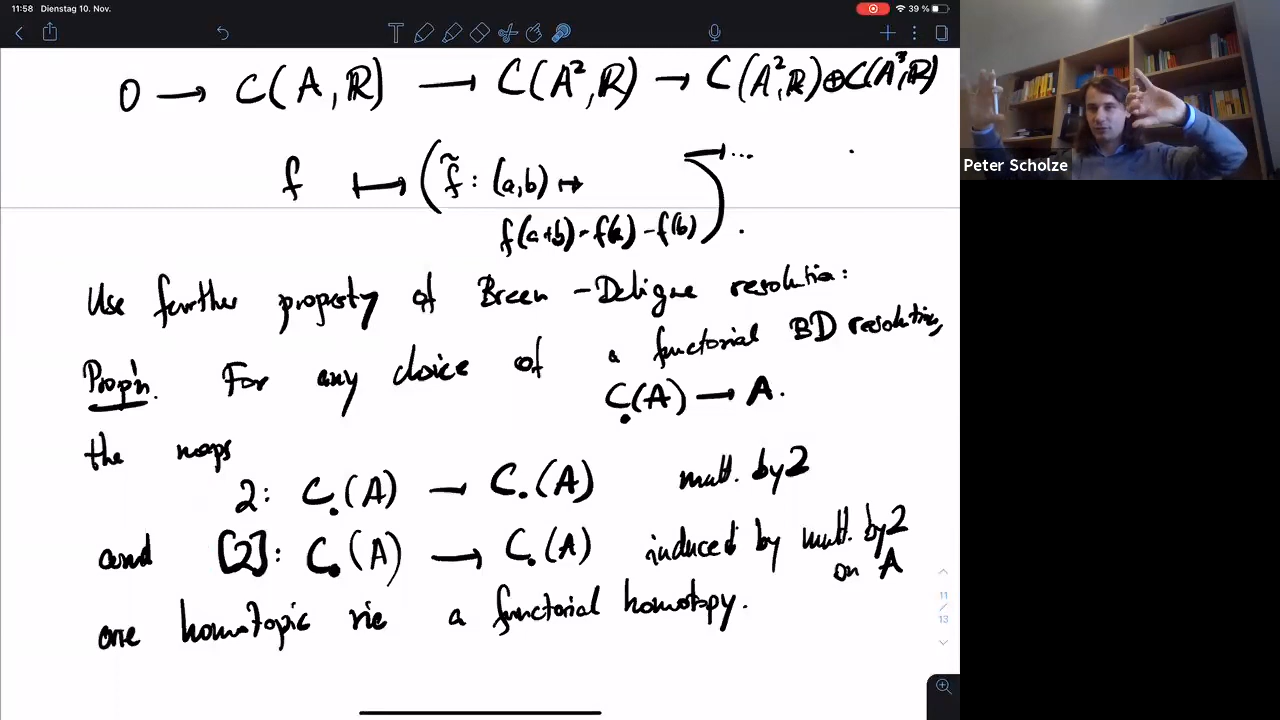 11:58 Dienstag 10. Nov.
39 %
0 → C(A, ℝ) → C(A², ℝ) → C(A², ℝ) ⊕ C(A³, ℝ)
Peter Scholze
f ↦ (f̃ : (a,b) ↦ f(a+b) - f(a) - f(b)) ↦ ...
Use further property of Breen-Deligne resolution:
Prop'n. For any choice of a functorial BD resolution,
C.(A) → A.
the maps
2: C.(A) → C.(A) mult. by 2
and [2]: C.(A) → C.(A) induced by mult. by 2 on A
are homotopic via a functorial homotopy.
11
/
13